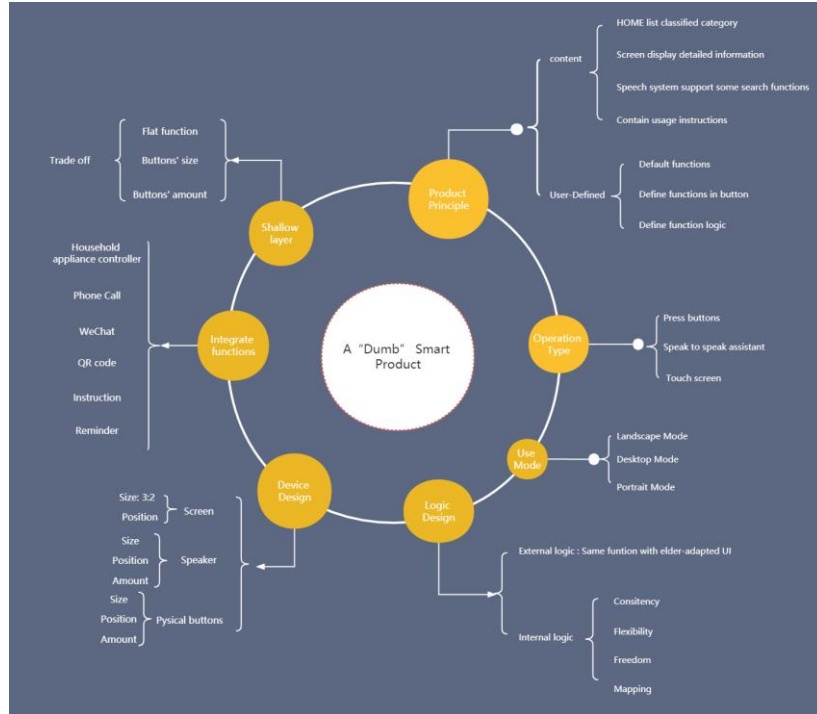 HOME list classified category
Screen display detailed information
content
Speech system support some search functions
Contain usage instructions
Default functions
User-Defined
Define functions in button
Define function logic
Product
Principle
Flat function
Trade off
Buttons' size
Buttons' amount
Shallow
layer
Household
appliance controller
Phone Call
WeChat
QR code
Instruction
Reminder
Integrate
functions
A "Dumb" Smart
Product
Operation
Type
Press buttons
Speak to speak assistant
Touch screen
Use
Mode
Landscape Mode
Desktop Mode
Portrait Mode
Device
Design
Size: 3:2
Position
Screen
Size
Position
Amount
Speaker
Size
Position
Amount
Pysical buttons
Logic
Design
External logic : Same funtion with elder-adapted UI
Internal logic
Consitency
Flexibility
Freedom
Mapping